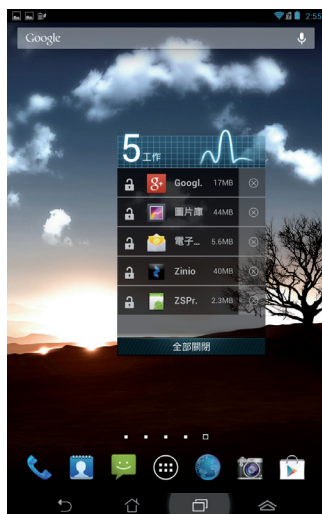 2:55
Google
5工作
g+ Googl. 17MB
圖片庫 44MB
電子... 5.6MB
Zinio 40MB
ZSPr. 2.3MB
全部關閉